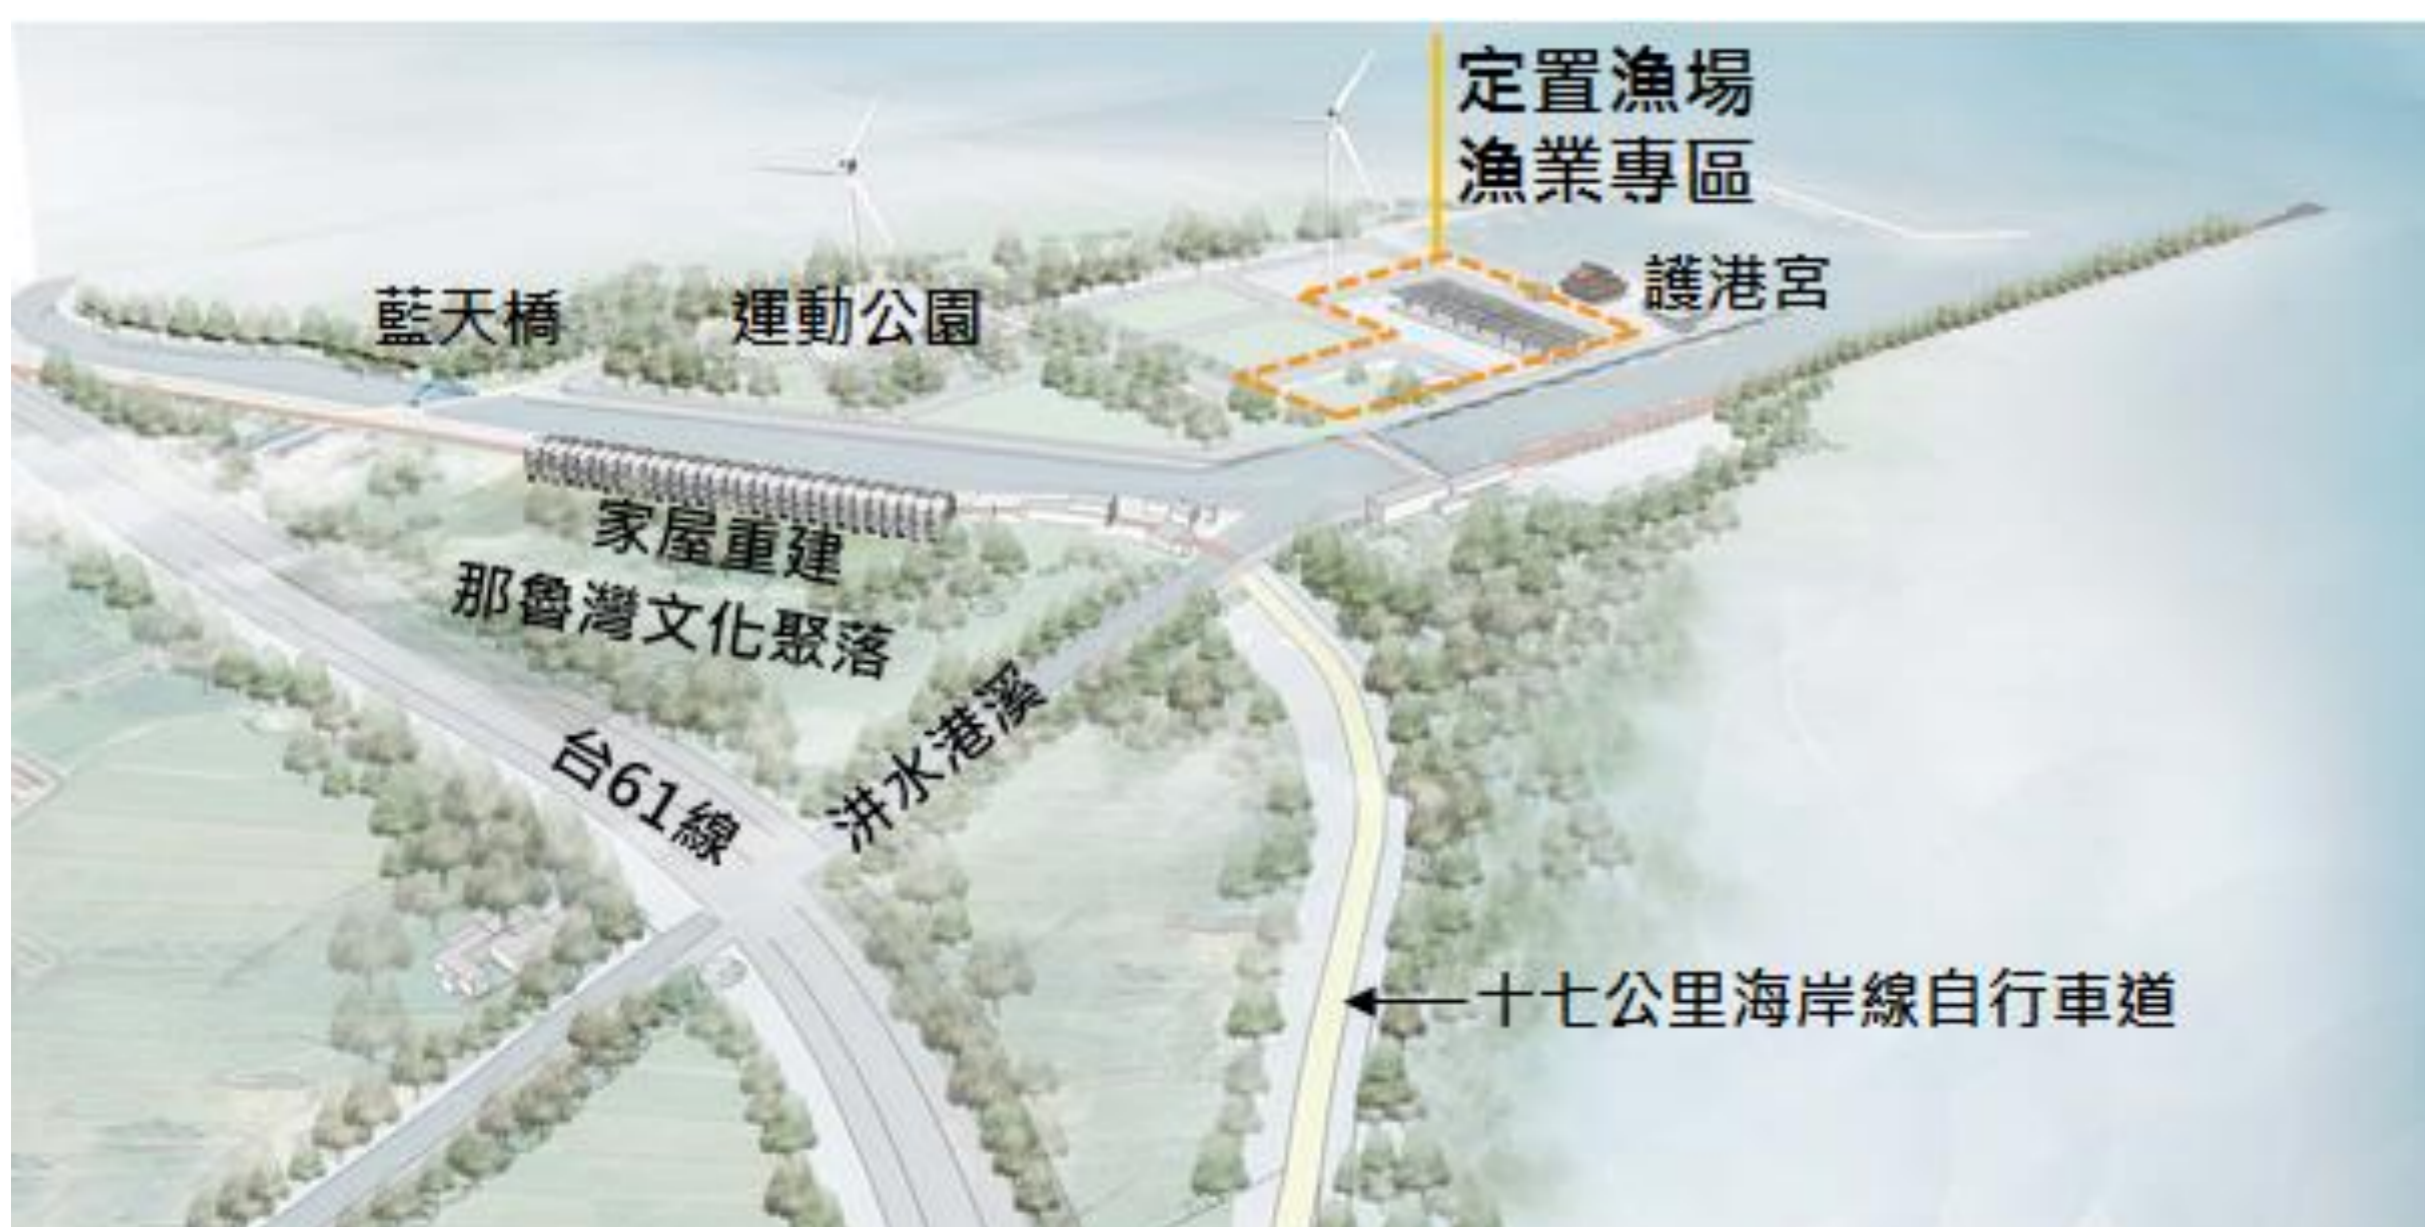 定置漁場
漁業專區
護港宮
藍天橋
運動公園
家屋重建
那魯灣文化聚落
台61線
洪水港溪
十七公里海岸線自行車道